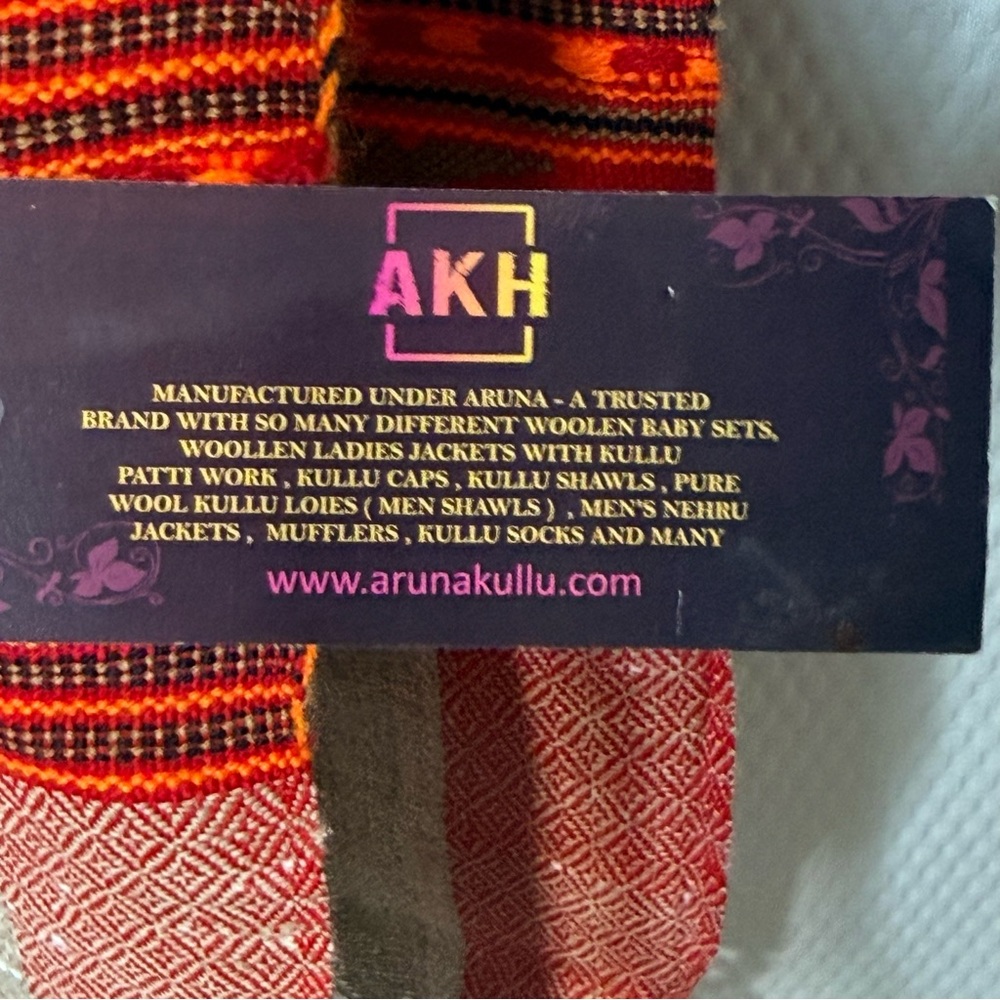 AKH
MANUFACTURED UNDER ARUNA - A TRUSTED
BRAND WITH SO MANY DIFFERENT WOOLEN BABY SETS,
WOOLLEN LADIES JACKETS WITH KULLU
PATTI WORK , KULLU CAPS , KULLU SHAWLS , PURE
WOOL KULLU LOIES ( MEN SHAWLS ) , MEN'S NEHRU
JACKETS , MUFFLERS , KULLU SOCKS AND MANY
www.arunakullu.com